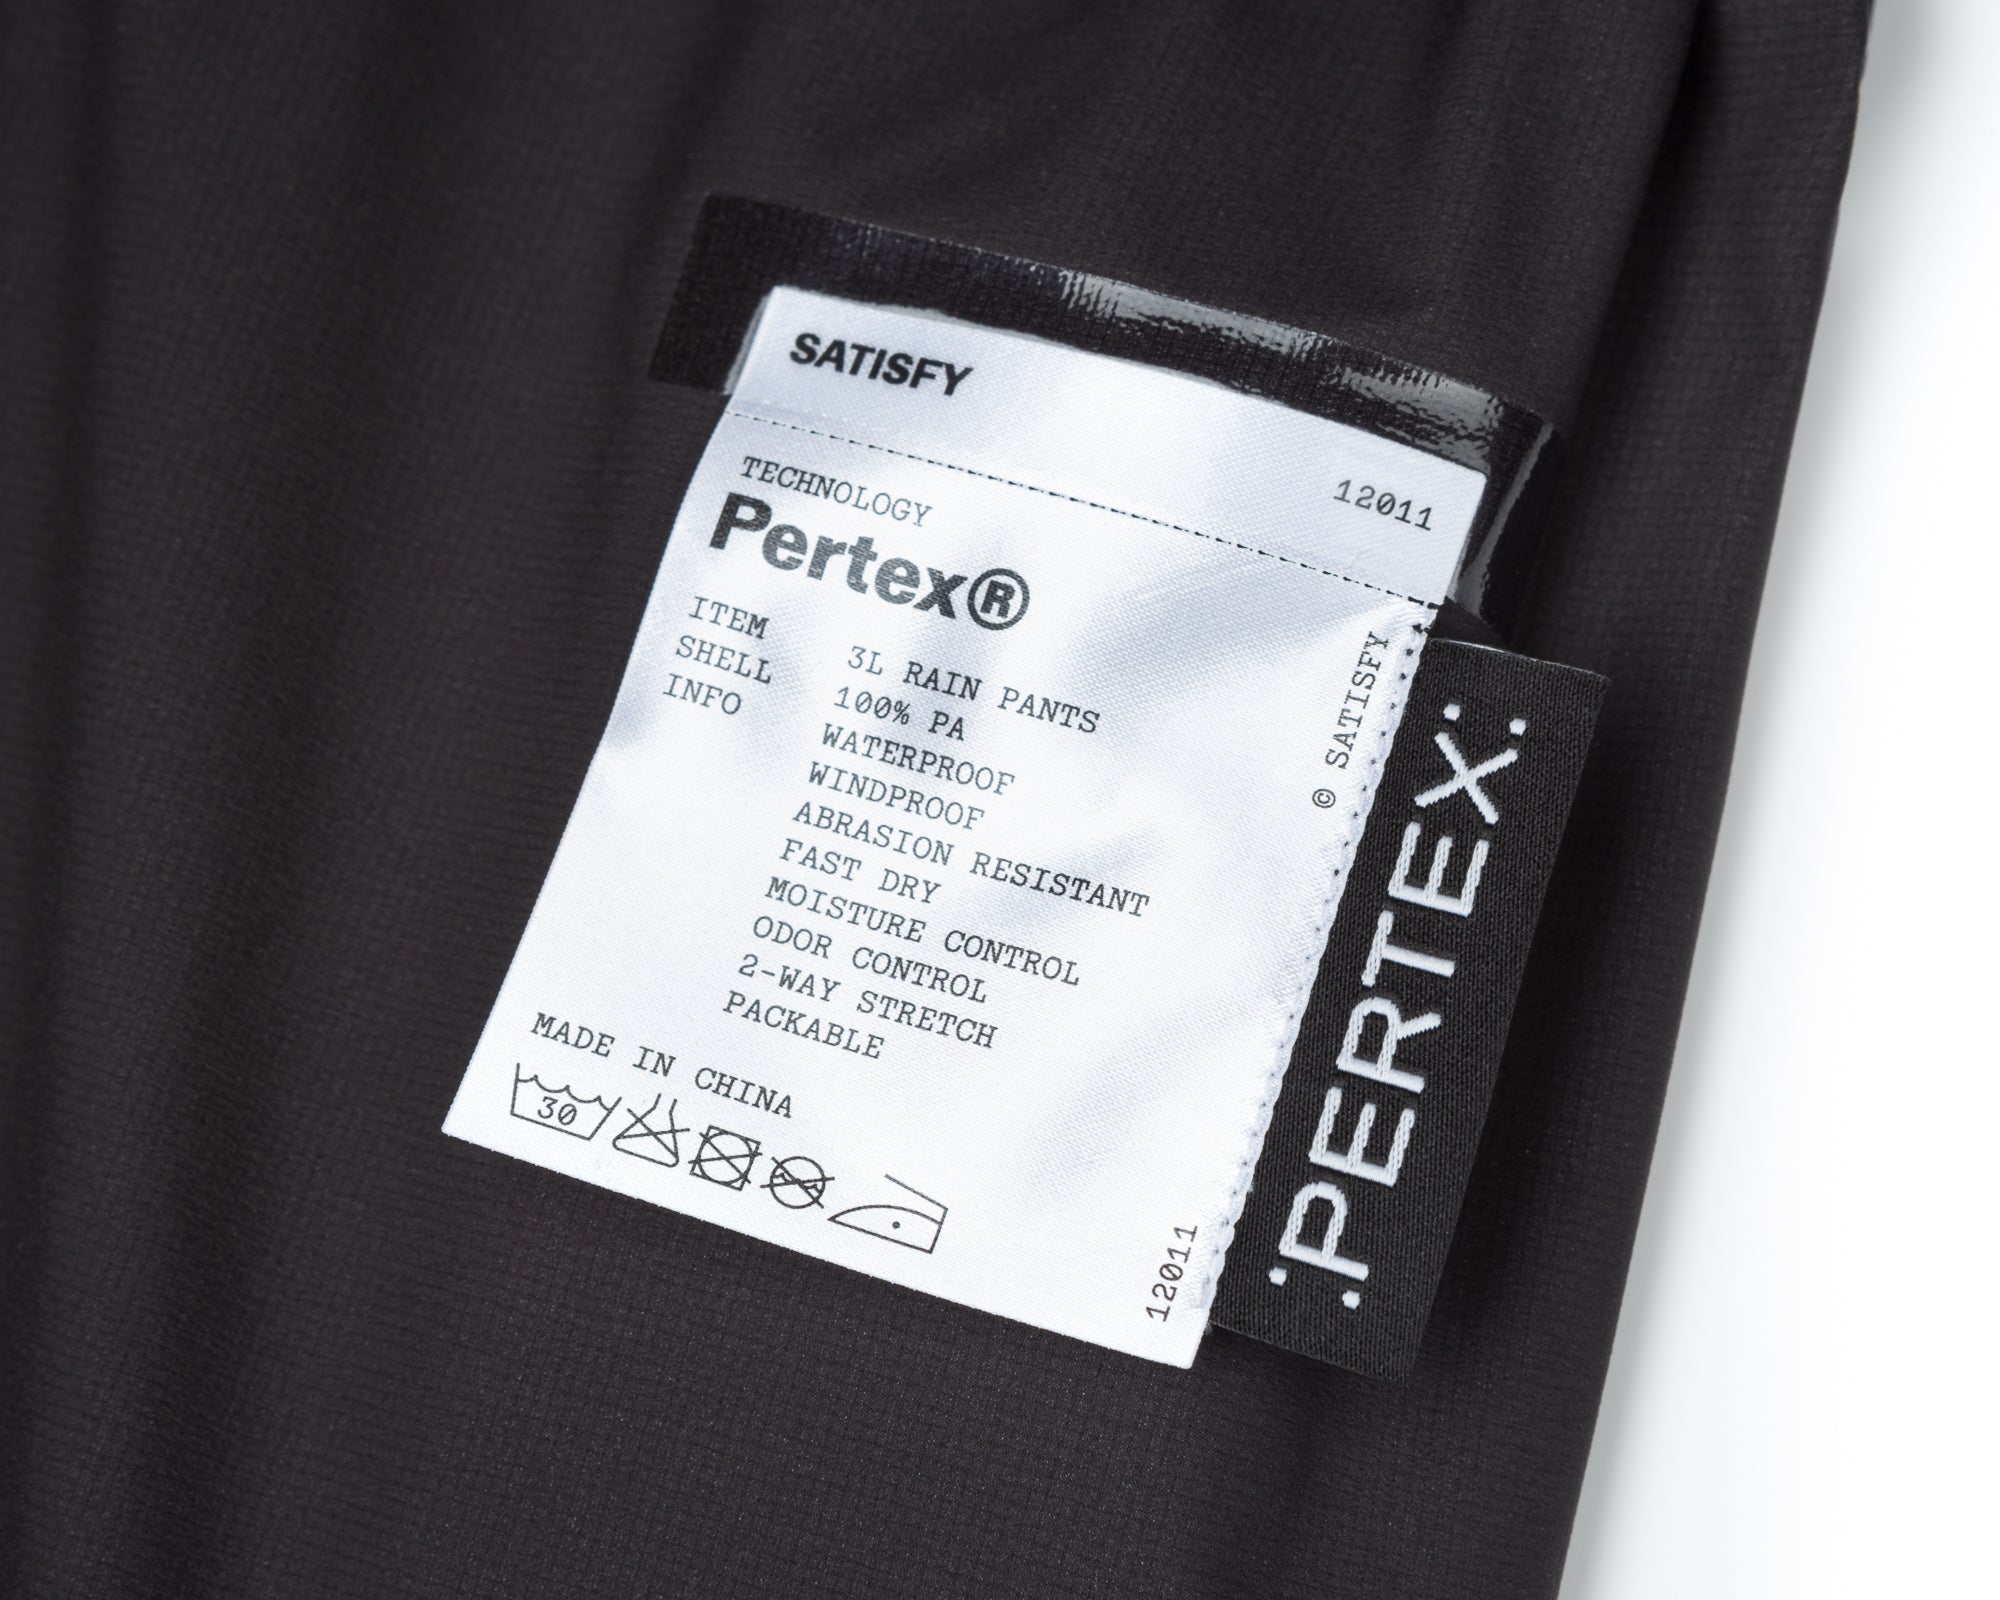 SATISFY
12011
TECHNOLOGY
Pertex®
ITEM 3L RAIN PANTS
SHELL 100% PA
INFO WATERPROOF
WINDPROOF
ABRASION RESISTANT
FAST DRY
MOISTURE CONTROL
ODOR CONTROL
2-WAY STRETCH
PACKABLE
MADE IN CHINA
30
© SATISFY
12011
:PERTEX: